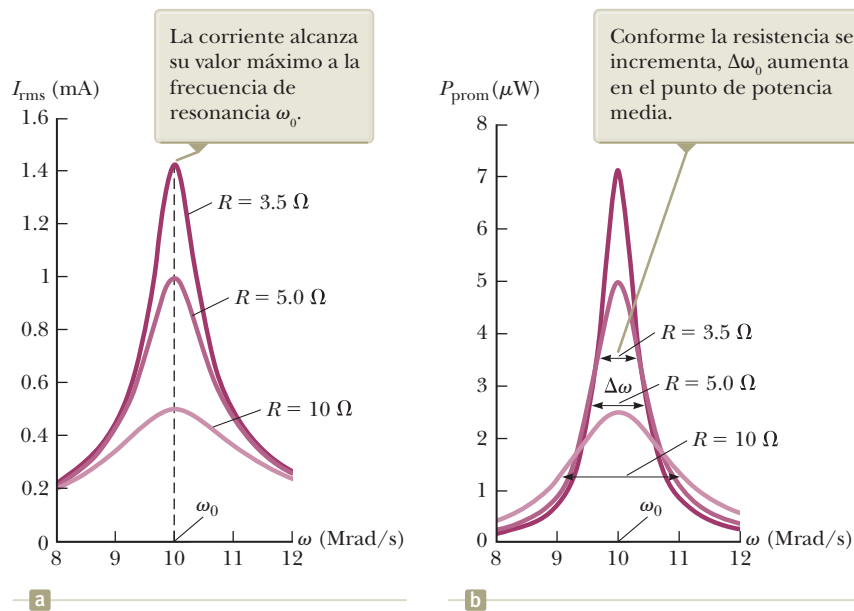 La corriente alcanza
su valor máximo a la
frecuencia de
resonancia ω₀.
I_rms (mA)
1.6
1.4
1.2
1
0.8
0.6
0.4
0.2
0
R = 3.5 Ω
R = 5.0 Ω
R = 10 Ω
ω₀
8 9 10 11 12
ω (Mrad/s)
a
Conforme la resistencia se
incrementa, Δω₀ aumenta
en el punto de potencia
media.
P_prom (μW)
8
7
6
5
4
3
2
1
0
R = 3.5 Ω
Δω
R = 5.0 Ω
R = 10 Ω
ω₀
8 9 10 11 12
ω (Mrad/s)
b